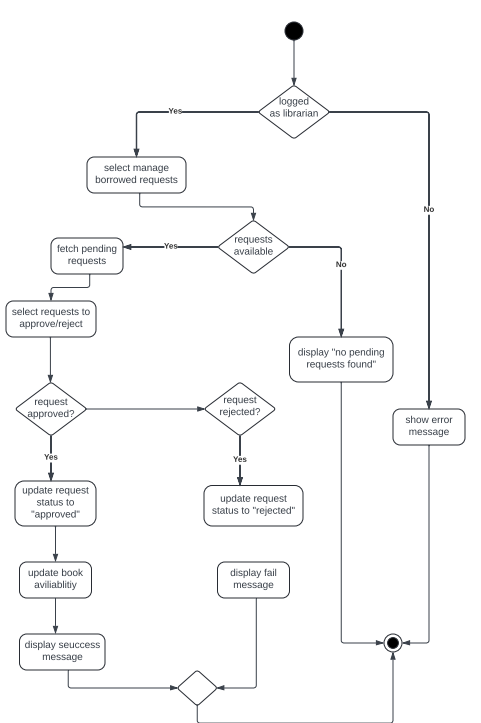 logged
as librarian
Yes
select manage
borrowed requests
No
requests
available
Yes
No
fetch pending
requests
select requests to
approve/reject
display "no pending
requests found"
request
approved?
request
rejected?
show error
message
Yes
Yes
update request
status to
"approved"
update request
status to "rejected"
update book
aviliablitiy
display fail
message
display seuccess
message